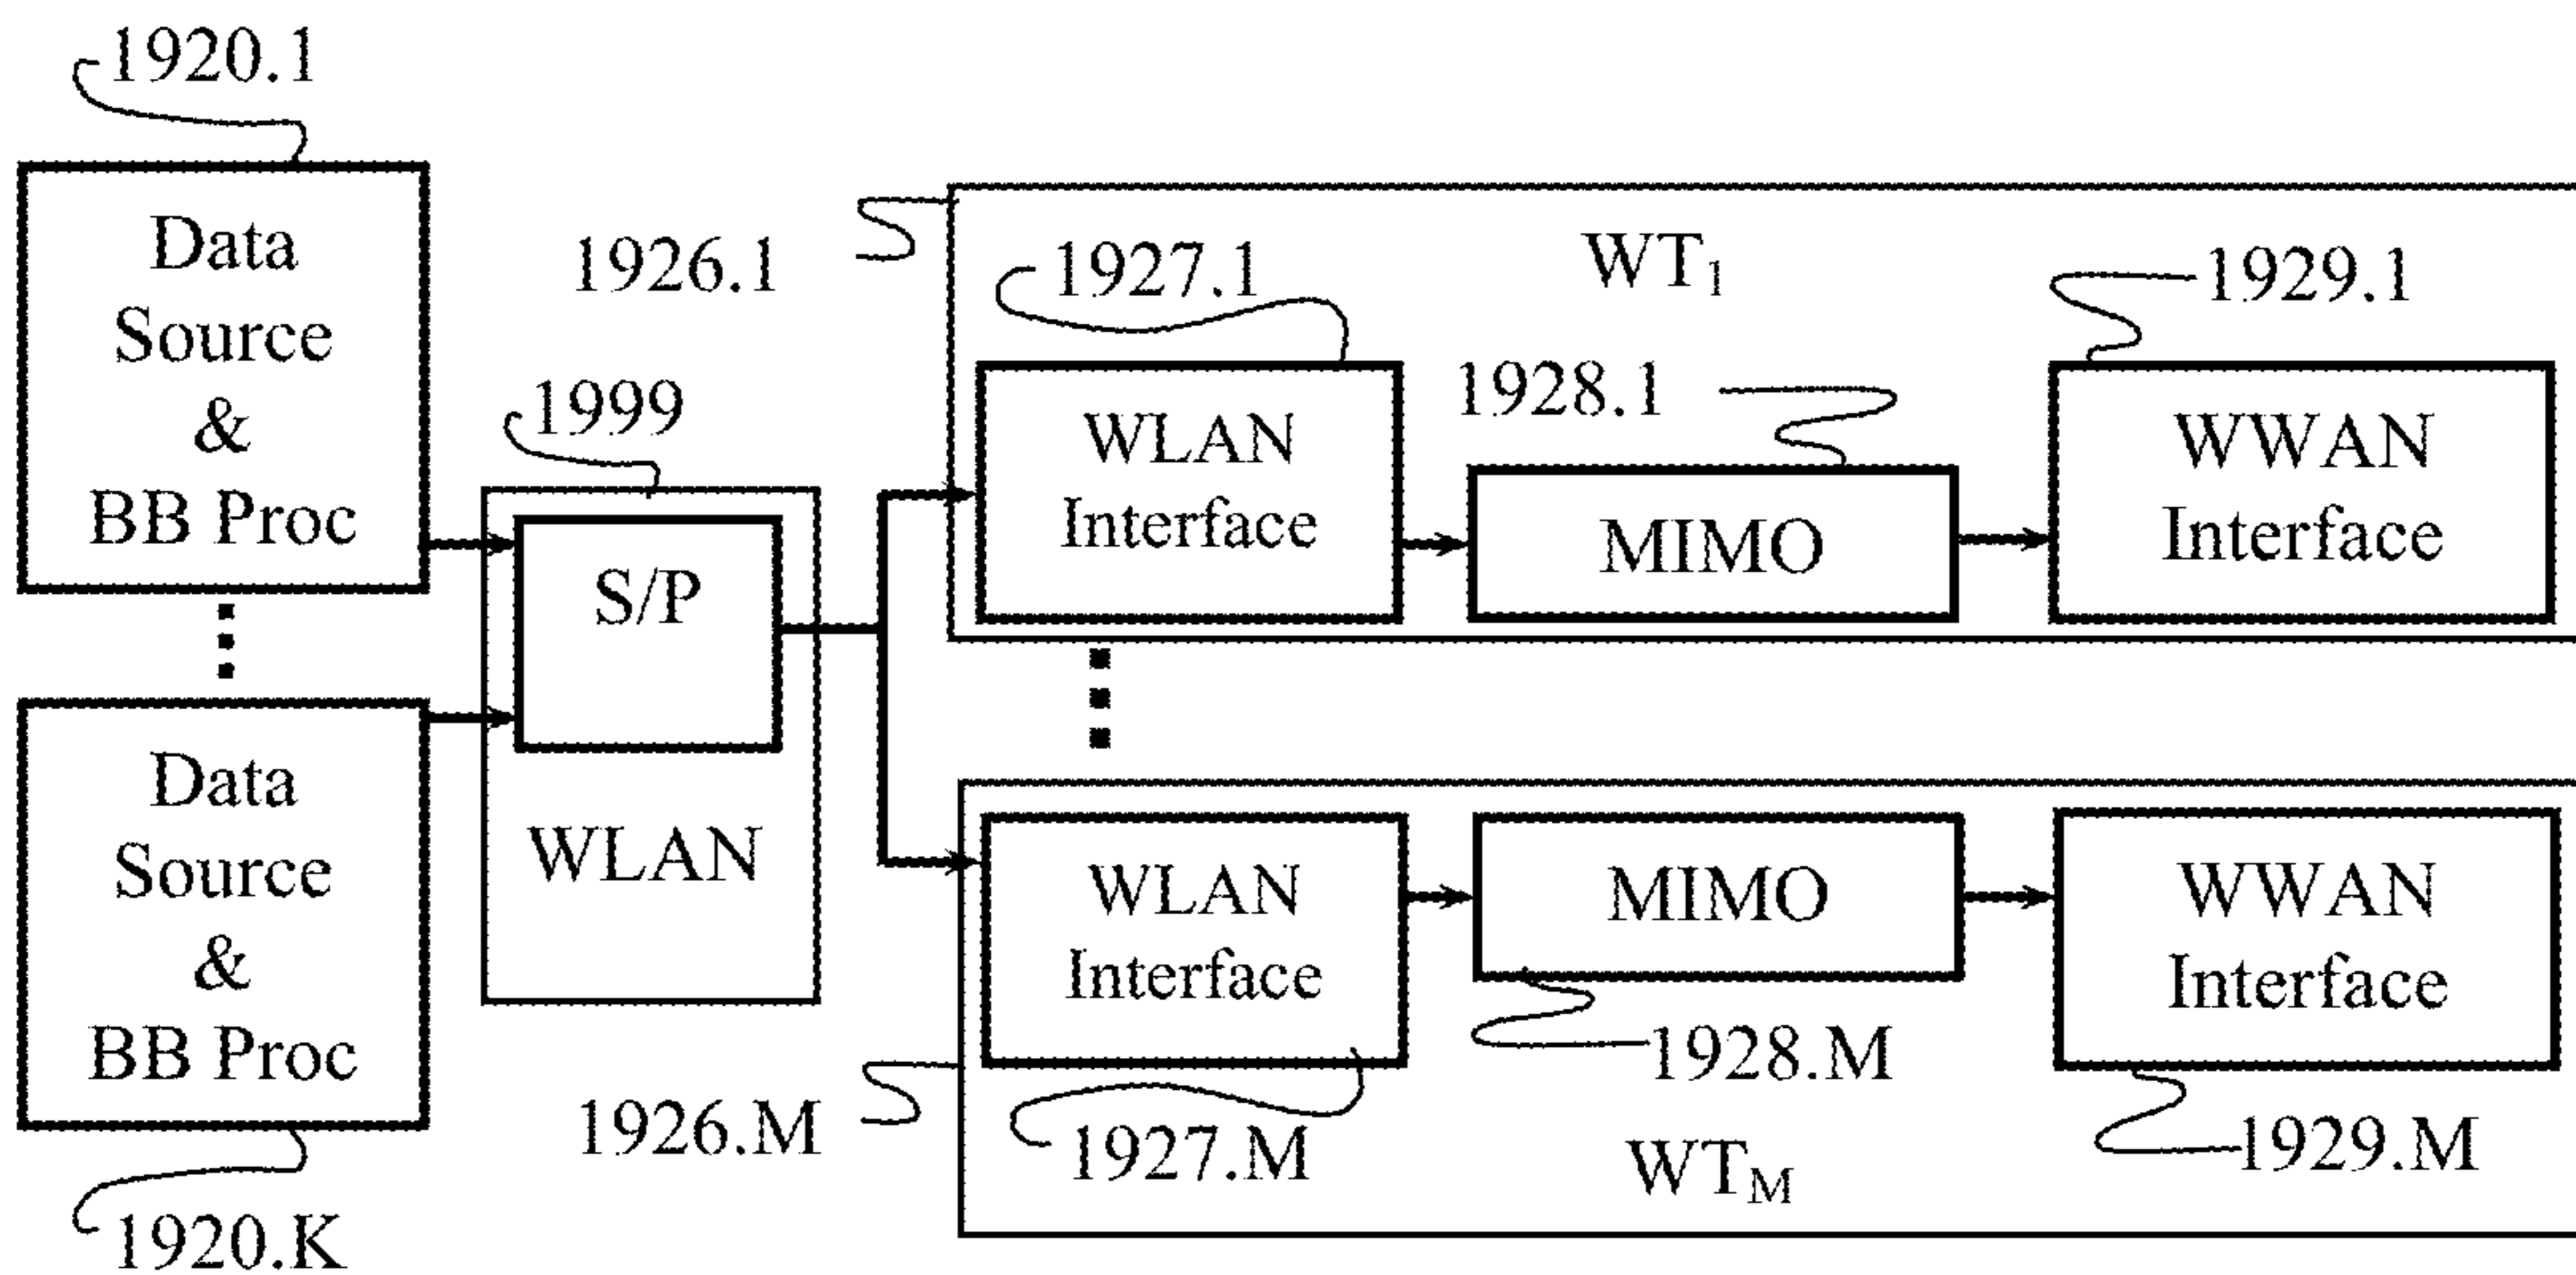 1920.1
Data
Source
&
BB Proc
1999
S/P
WLAN
Data
Source
&
BB Proc
1920.K
1926.1
1927.1
WT₁
1929.1
1928.1
WLAN
Interface
MIMO
WWAN
Interface
WLAN
Interface
MIMO
WWAN
Interface
1926.M
1927.M
1928.M
WT_M
1929.M